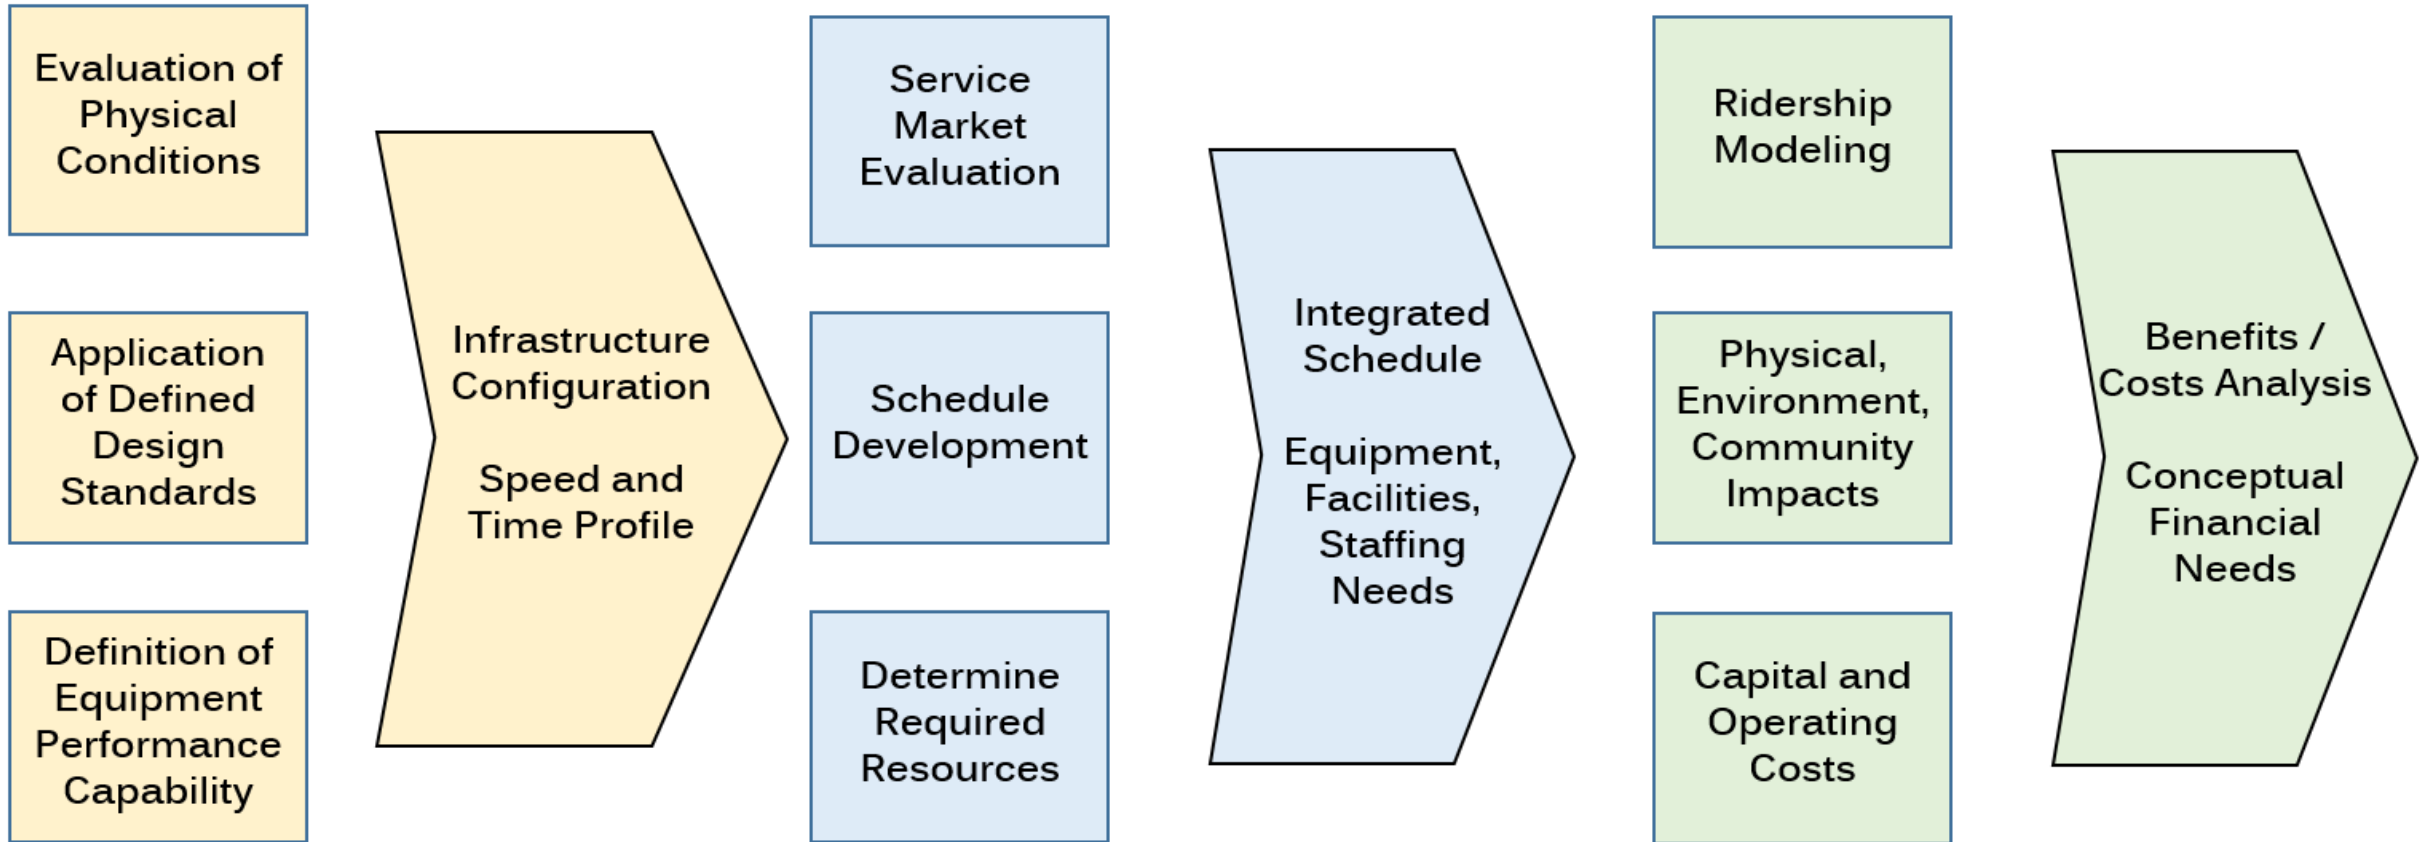 Evaluation of
Physical
Conditions
Application
of Defined
Design
Standards
Definition of
Equipment
Performance
Capability
Infrastructure
Configuration
Speed and
Time Profile
Service
Market
Evaluation
Schedule
Development
Determine
Required
Resources
Integrated
Schedule
Equipment,
Facilities,
Staffing
Needs
Ridership
Modeling
Physical,
Environment,
Community
Impacts
Capital and
Operating
Costs
Benefits /
Costs Analysis
Conceptual
Financial
Needs